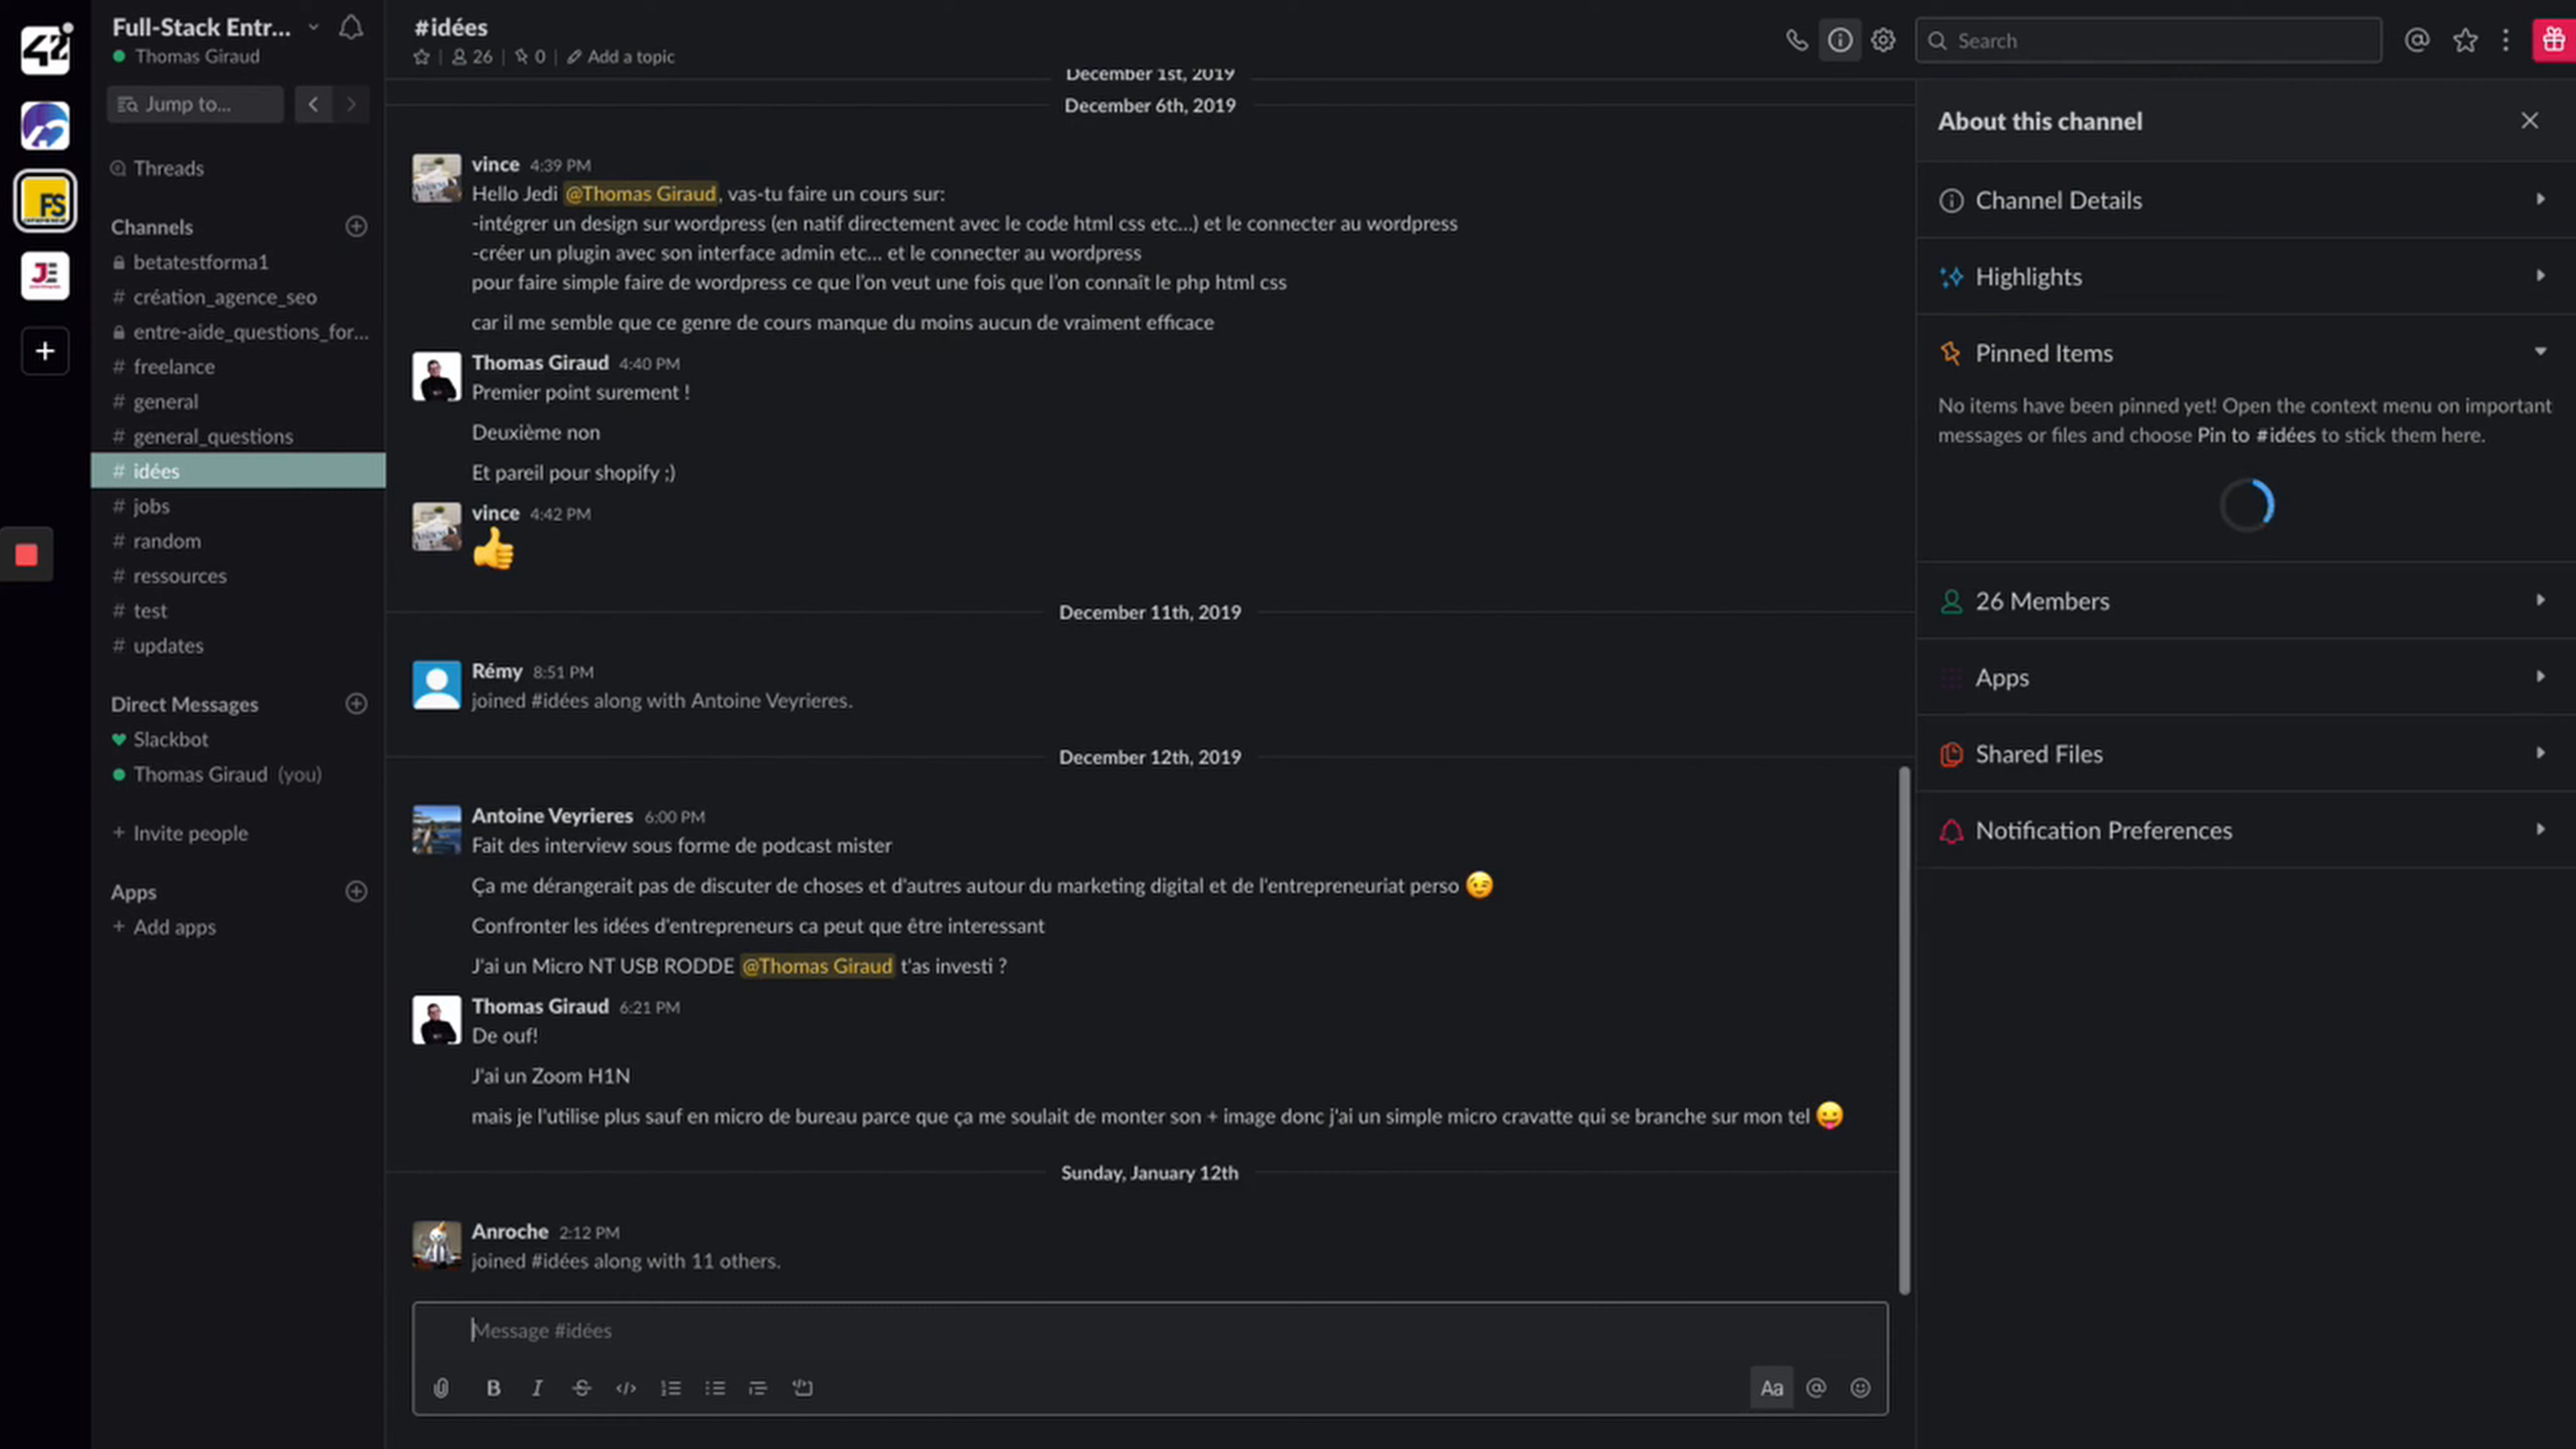 42
Full-Stack Entr...
Thomas Giraud
Jump to...
Threads
Channels
betatestforma1
# création_agence_seo
entre-aide_questions_for...
# freelance
# general
# general_questions
# idées
# jobs
# random
# ressources
# test
# updates
Direct Messages
Slackbot
Thomas Giraud (you)
+ Invite people
Apps
+ Add apps
FS
JE
#idées
26
0
Add a topic
Search
December 1st, 2019
December 6th, 2019
vince 4:39 PM
Hello Jedi @Thomas Giraud, vas-tu faire un cours sur:
-intégrer un design sur wordpress (en natif directement avec le code html css etc...) et le connecter au wordpress
-créer un plugin avec son interface admin etc... et le connecter au wordpress
pour faire simple faire de wordpress ce que l'on veut une fois que l'on connaît le php html css
car il me semble que ce genre de cours manque du moins aucun de vraiment efficace
Thomas Giraud 4:40 PM
Premier point surement !
Deuxième non
Et pareil pour shopify ;)
vince 4:42 PM
December 11th, 2019
Rémy 8:51 PM
joined #idées along with Antoine Veyrieres.
December 12th, 2019
Antoine Veyrieres 6:00 PM
Fait des interview sous forme de podcast mister
Ça me dérangerait pas de discuter de choses et d'autres autour du marketing digital et de l'entrepreneuriat perso 😉
Confronter les idées d'entrepreneurs ca peut que être interessant
J'ai un Micro NT USB RODDE @Thomas Giraud t'as investi ?
Thomas Giraud 6:21 PM
De ouf!
J'ai un Zoom H1N
mais je l'utilise plus sauf en micro de bureau parce que ça me soulait de monter son + image donc j'ai un simple micro cravatte qui se branche sur mon tel 😛
Sunday, January 12th
Anroche 2:12 PM
joined #idées along with 11 others.
Message #idées
B I S </> Aa @
About this channel
Channel Details
Highlights
Pinned Items
No items have been pinned yet! Open the context menu on important
messages or files and choose Pin to #idées to stick them here.
26 Members
Apps
Shared Files
Notification Preferences